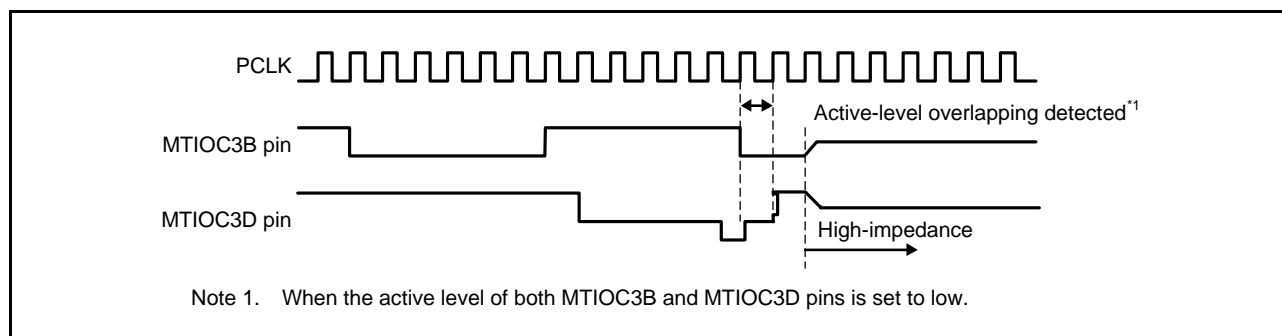 PCLK
Active-level overlapping detected*1
MTIOC3B pin
MTIOC3D pin
High-impedance
Note 1. When the active level of both MTIOC3B and MTIOC3D pins is set to low.